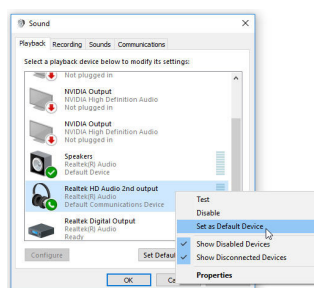 Sound
Playback Recording Sounds Communications
Select a playback device below to modify its settings:
Not plugged in
NVIDIA Output
NVIDIA High Definition Audio
Not plugged in
NVIDIA Output
NVIDIA High Definition Audio
Not plugged in
Speakers
Realtek(R) Audio
Default Device
Realtek HD Audio 2nd output
Realtek(R) Audio
Default Communications Device
Realtek Digital Output
Realtek(R) Audio
Ready
Test
Disable
Set as Default Device
Show Disabled Devices
Show Disconnected Devices
Properties
Configure Set Defaul
OK Ca